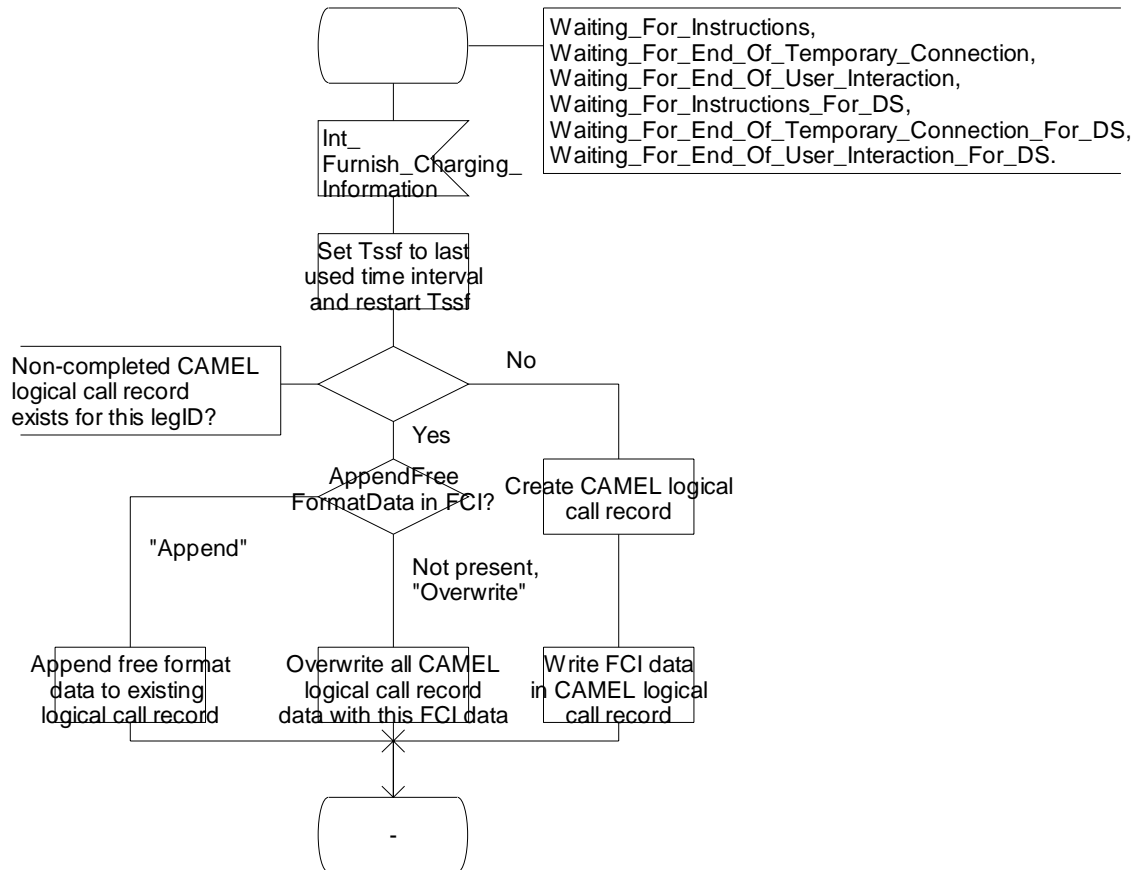 Waiting_For_Instructions,
Waiting_For_End_Of_Temporary_Connection,
Waiting_For_End_Of_User_Interaction,
Waiting_For_Instructions_For_DS,
Waiting_For_End_Of_Temporary_Connection_For_DS,
Waiting_For_End_Of_User_Interaction_For_DS.
Int_
Furnish_Charging_
Information
Set Tssf to last
used time interval
and restart Tssf
Non-completed CAMEL
logical call record
exists for this legID?
No
Yes
AppendFree
FormatData in FCI?
Create CAMEL logical
call record
"Append"
Not present,
"Overwrite"
Append free format
data to existing
logical call record
Overwrite all CAMEL
logical call record
data with this FCI data
Write FCI data
in CAMEL logical
call record
-